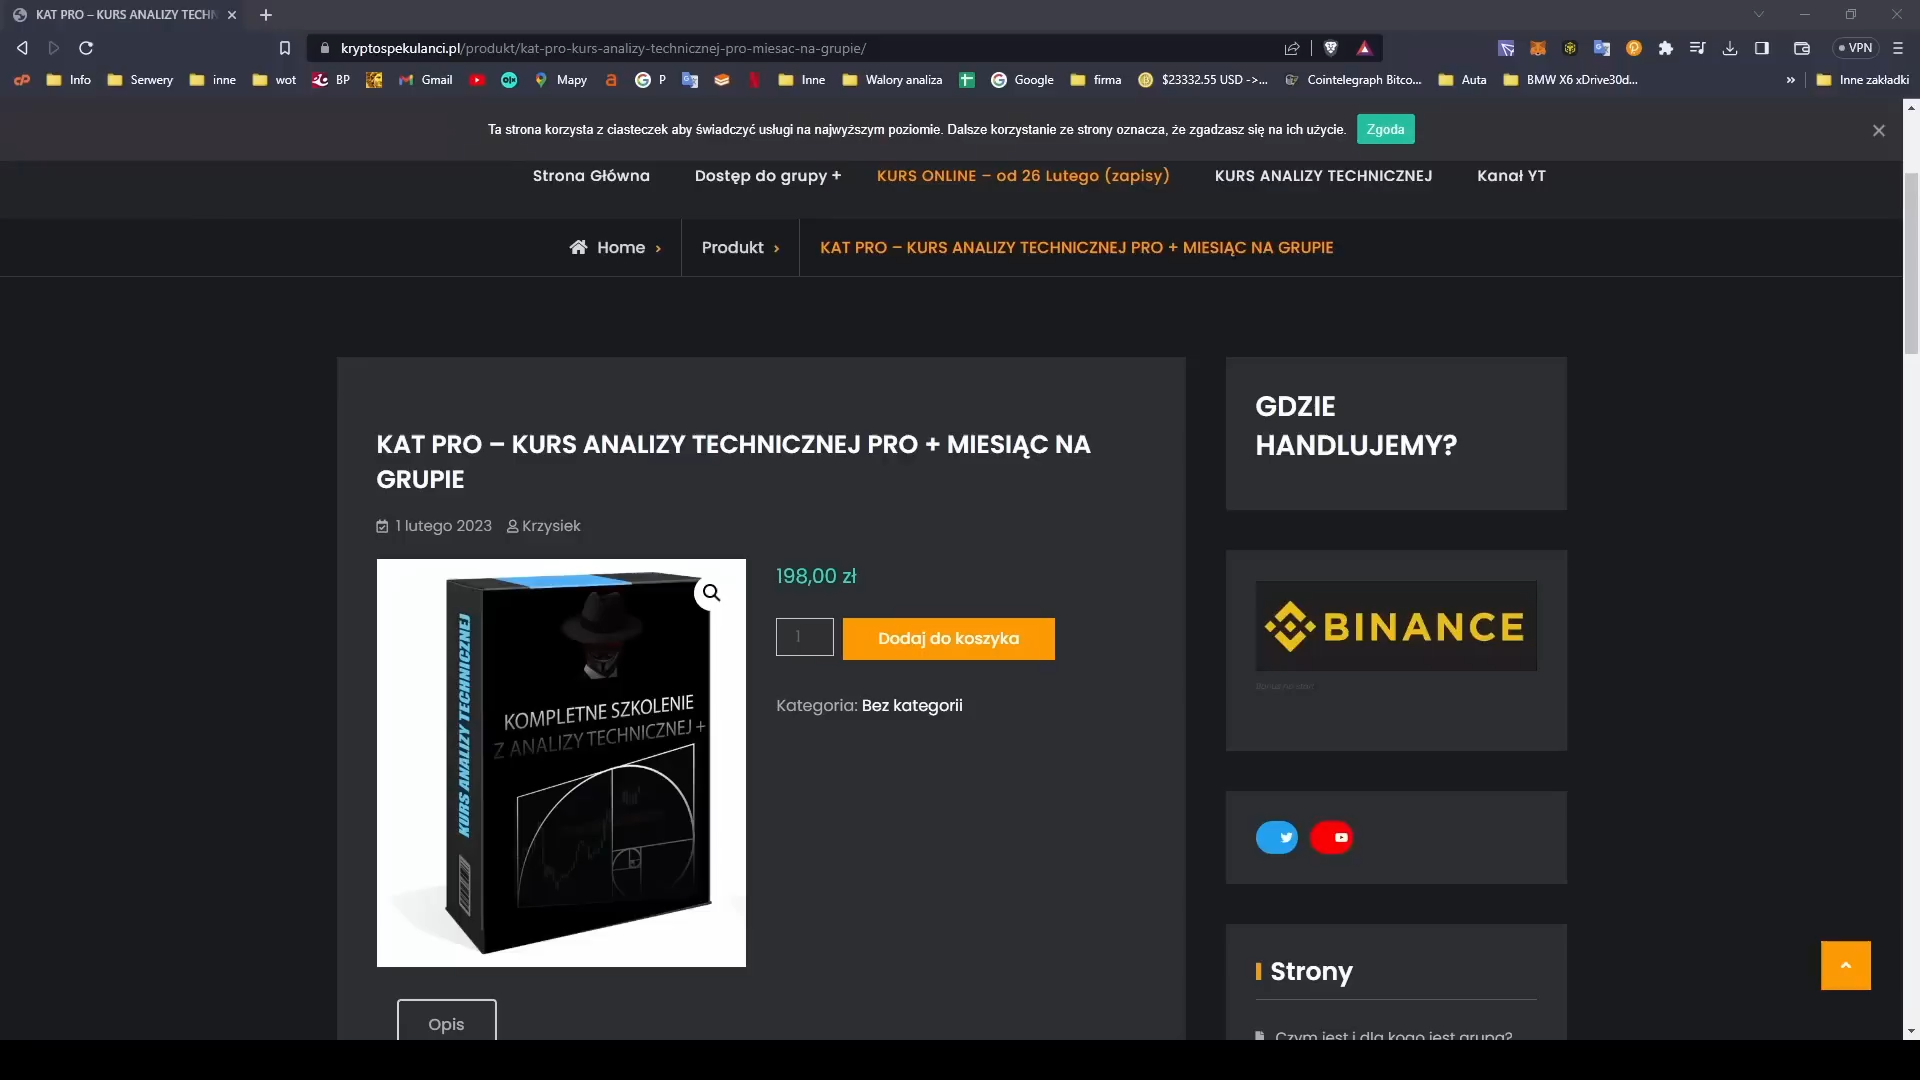 KAT PRO – KURS ANALIZY TECHN
kryptospekulanci.pl/produkt/kat-pro-kurs-analizy-technicznej-pro-miesac-na-grupie/
VPN
Info Serwery inne wot BP Gmail Mapy a P Inne Walory analiza Google firma $23332.55 USD ->... Cointelegraph Bitco... Auta BMW X6 xDrive30d... » Inne zakładki
Ta strona korzysta z ciasteczek aby świadczyć usługi na najwyższym poziomie. Dalsze korzystanie ze strony oznacza, że zgadzasz się na ich użycie. Zgoda
Strona Główna Dostęp do grupy + KURS ONLINE – od 26 Lutego (zapisy) KURS ANALIZY TECHNICZNEJ Kanał YT
Home › Produkt › KAT PRO – KURS ANALIZY TECHNICZNEJ PRO + MIESIĄC NA GRUPIE
KAT PRO – KURS ANALIZY TECHNICZNEJ PRO + MIESIĄC NA
GRUPIE
1 lutego 2023 Krzysiek
198,00 zł
1 Dodaj do koszyka
Kategoria: Bez kategorii
KURS ANALIZY TECHNICZNEJ
KOMPLETNE SZKOLENIE
Z ANALIZY TECHNICZNEJ +
Opis
GDZIE
HANDLUJEMY?
BINANCE
Strony
Czym jest i dla kogo jest grupa?